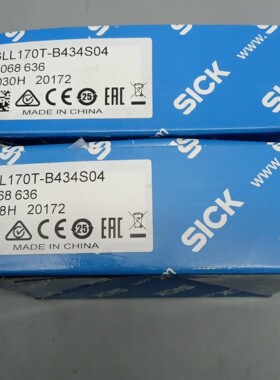 LL170T-B434S04
068 636
030H 20172
CE EAC 25
MADE IN CHINA
SICK
LL170T-B434S04
68 636
8H 20172
CE EAC 25
MADE IN CHINA
SICK